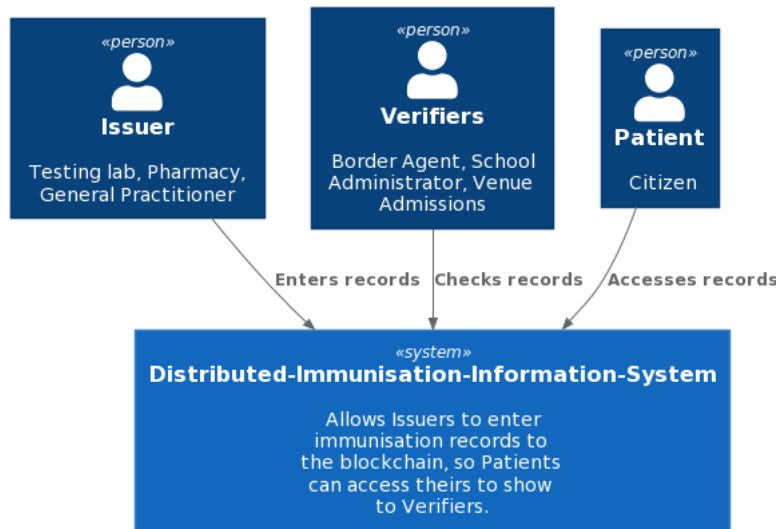 «person»
Issuer
Testing lab, Pharmacy,
General Practitioner
«person»
Verifiers
Border Agent, School
Administrator, Venue
Admissions
«person»
Patient
Citizen
Enters records
Checks records
Accesses records
«system»
Distributed-Immunisation-Information-System
Allows Issuers to enter
immunisation records to
the blockchain, so Patients
can access theirs to show
to Verifiers.